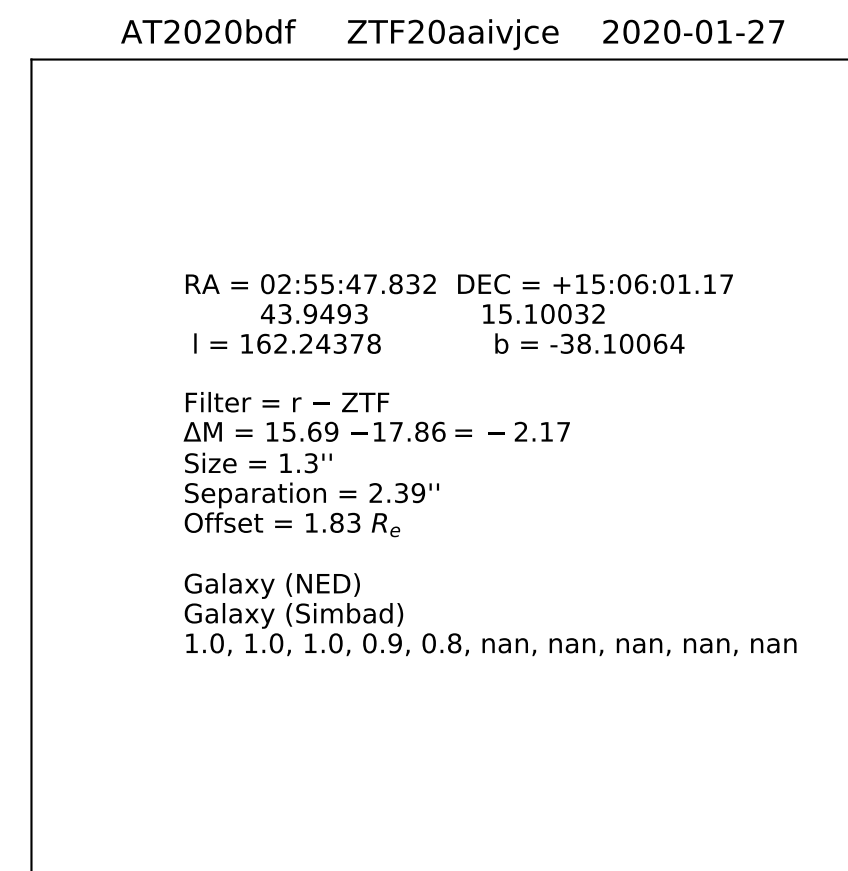 AT2020bdf ZTF20aaivjce 2020-01-27
RA = 02:55:47.832 DEC = +15:06:01.17
43.9493 15.10032
l = 162.24378 b = -38.10064
Filter = r − ZTF
ΔM = 15.69 −17.86 = − 2.17
Size = 1.3''
Separation = 2.39''
Offset = 1.83 Rₑ
Galaxy (NED)
Galaxy (Simbad)
1.0, 1.0, 1.0, 0.9, 0.8, nan, nan, nan, nan, nan